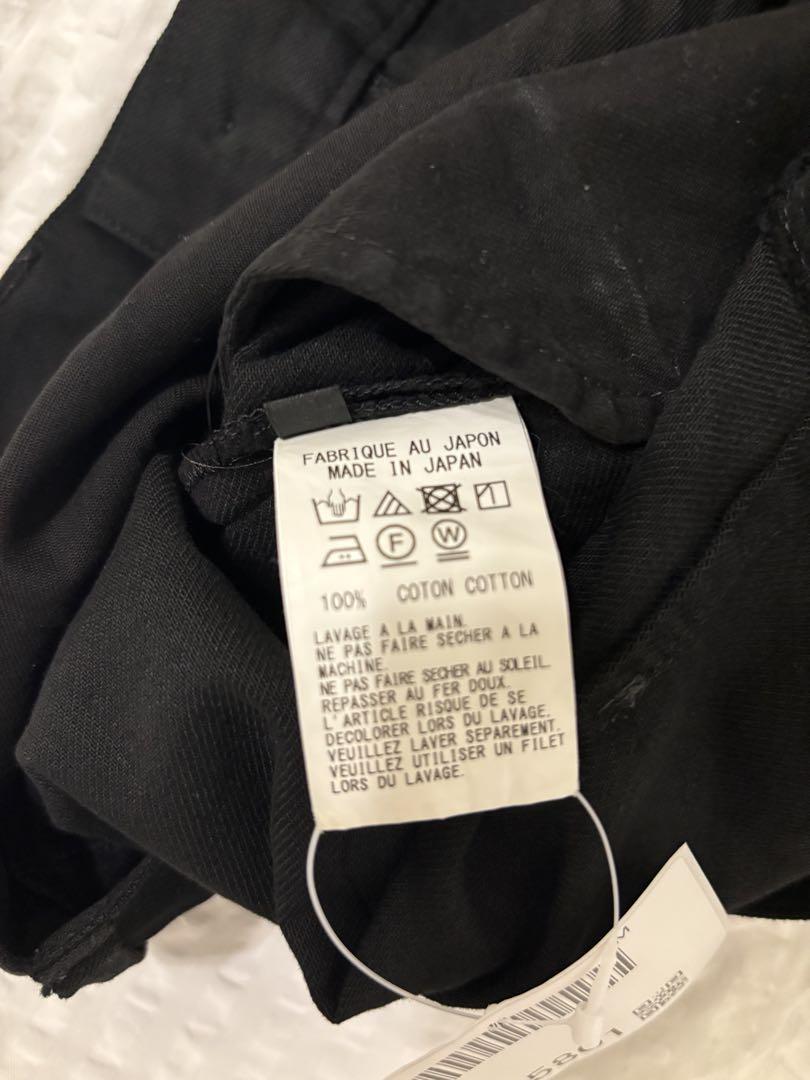 FABRIQUE AU JAPON
MADE IN JAPAN
F
W
100% COTON COTTON
LAVAGE A LA MAIN.
NE PAS FAIRE SECHER A LA
MACHINE.
NE PAS FAIRE SECHER AU SOLEIL.
REPASSER AU FER DOUX.
L'ARTICLE RISQUE DE SE
DECOLORER LORS DU LAVAGE.
VEUILLEZ LAVER SEPAREMENT.
VEUILLEZ UTILISER UN FILET
LORS DU LAVAGE.
M